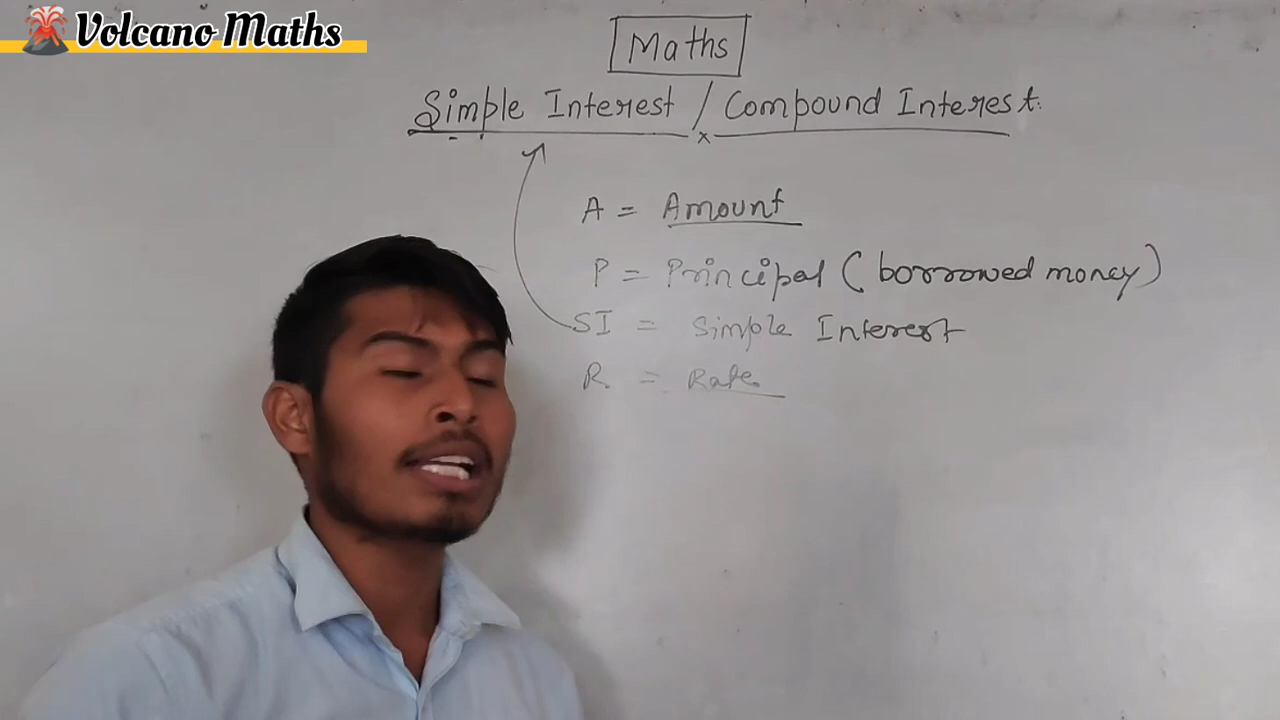 Volcano Maths
Maths
Simple Interest / Compound Interest.
A = Amount
P = Principal (borrowed money)
SI = Simple Interest
R = Rate